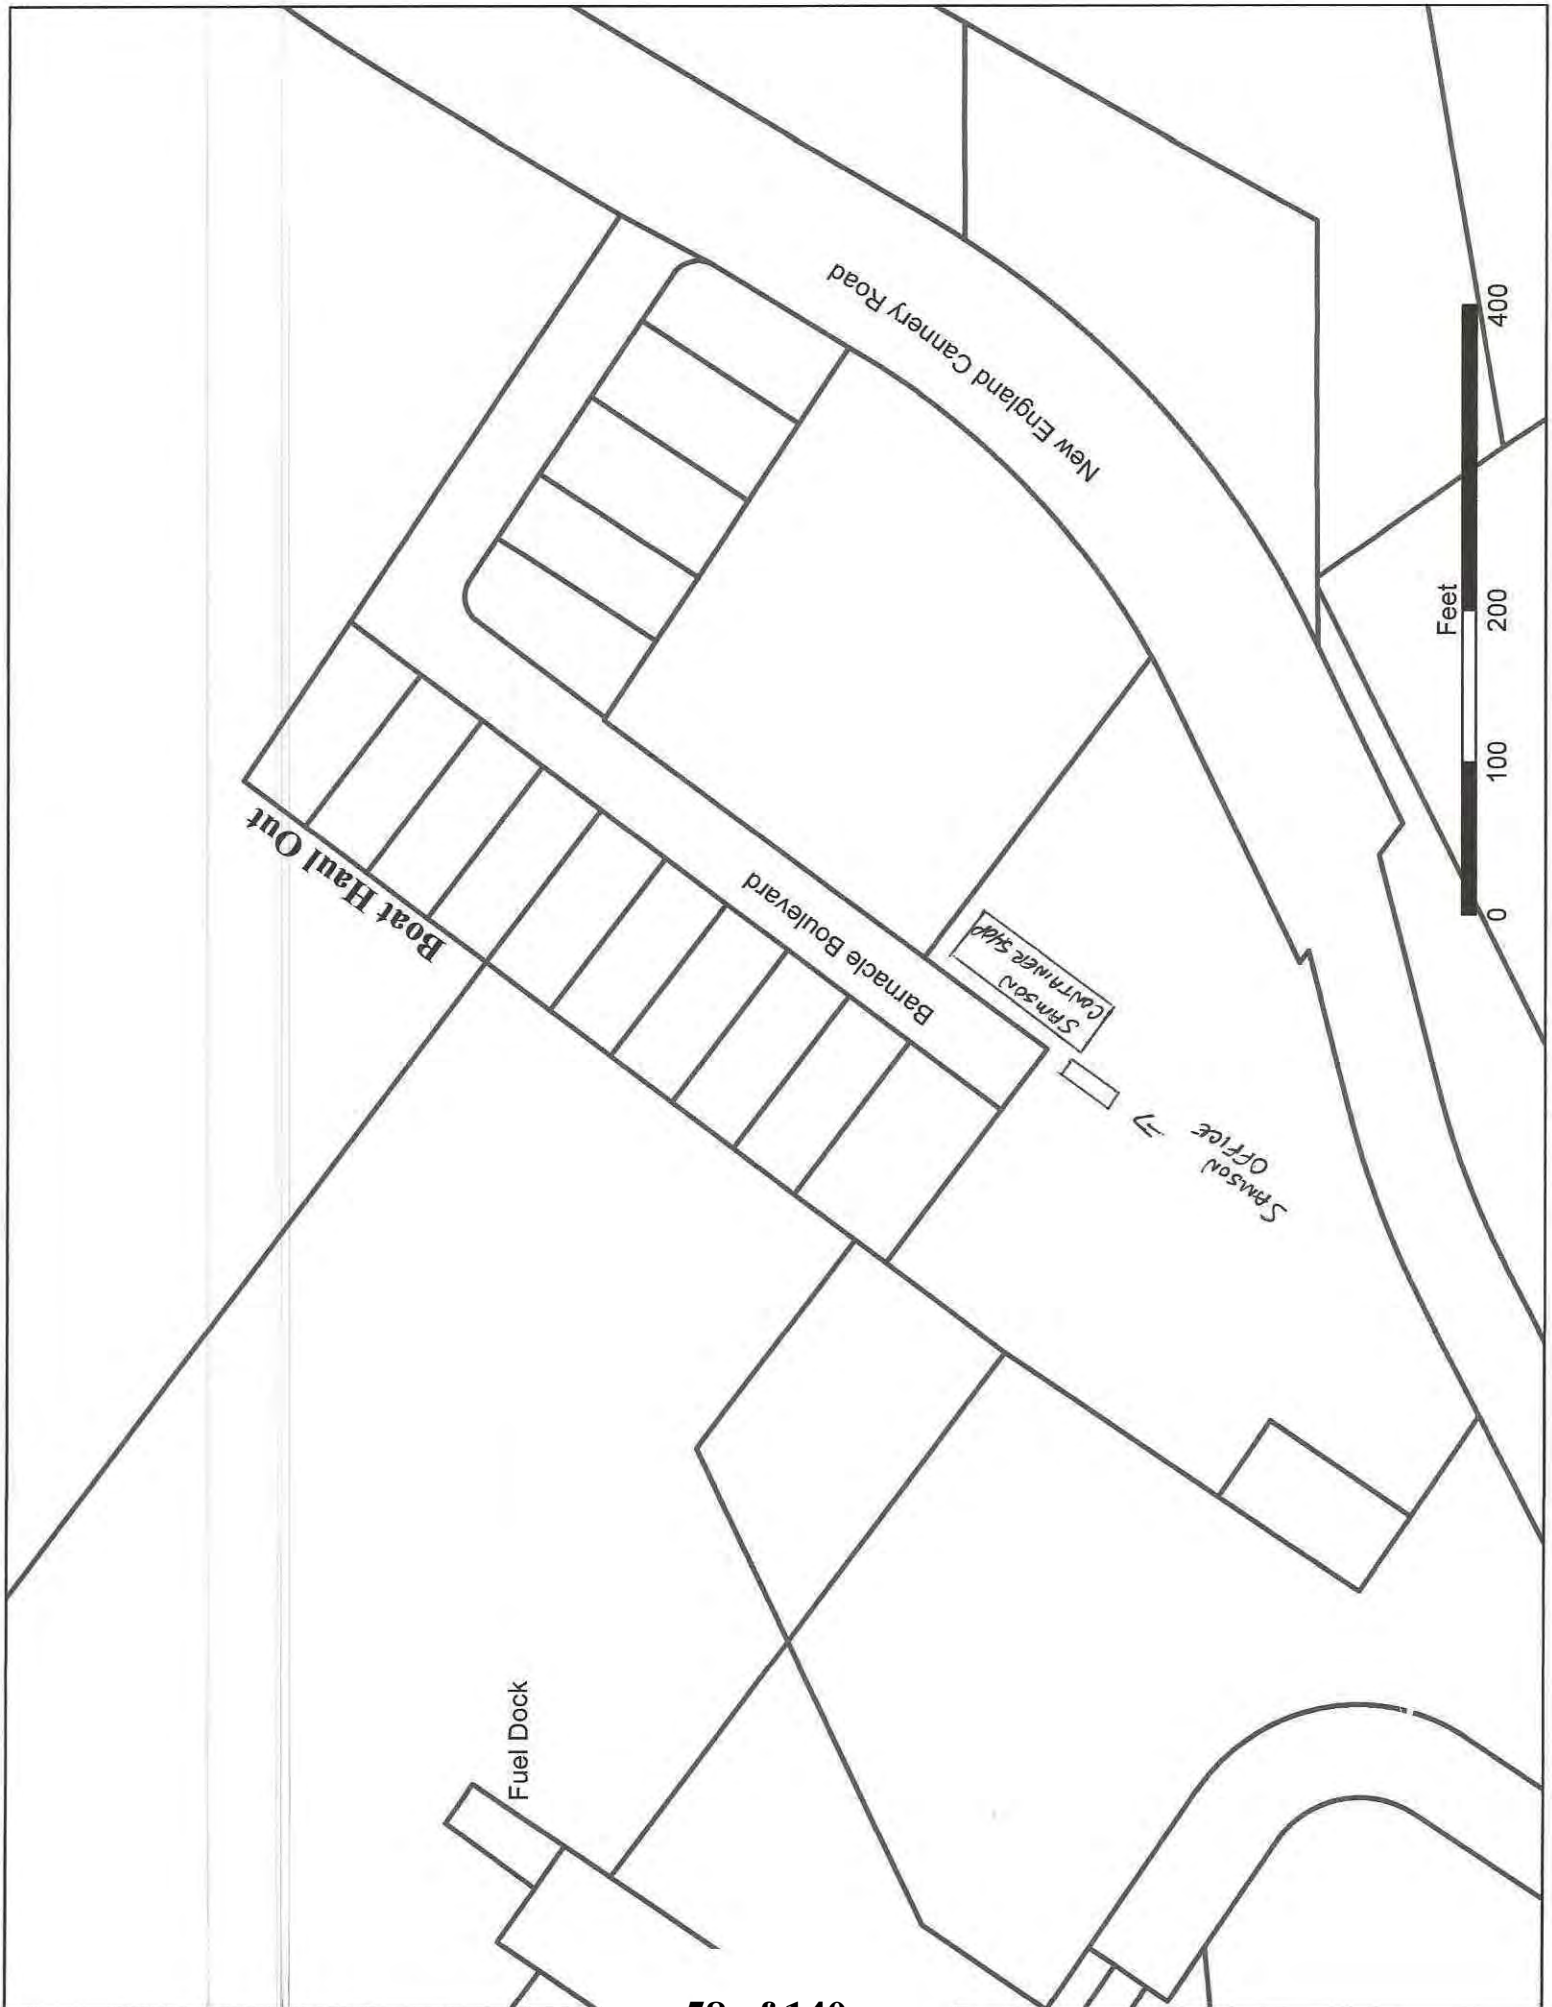 New England Cannery Road
Boat Haul Out
Barnacle Boulevard
SAMSON
CONTAINER SHOP
SAMSON
OFFICE
Fuel Dock
Feet
0 100 200 400